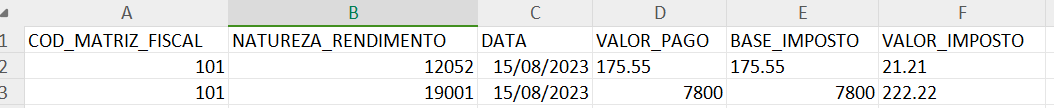 A B C D E F
1 COD_MATRIZ_FISCAL NATUREZA_RENDIMENTO DATA VALOR_PAGO BASE_IMPOSTO VALOR_IMPOSTO
2 101 12052 15/08/2023 175.55 175.55 21.21
3 101 19001 15/08/2023 7800 7800 222.22